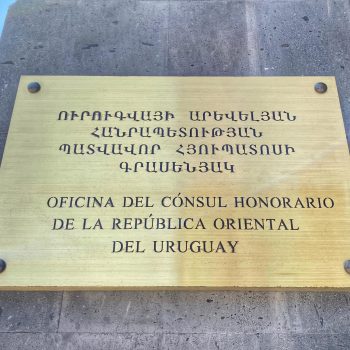 ՈՒՐՈՒԳՎԱՅԻ ԱՐԵՎԵԼՅԱՆ
ՀԱՆՐԱՊԵՏՈՒԹՅԱՆ
ՊԱՏՎԱՎՈՐ ՀՅՈՒՊԱՏՈՍԻ
ԳՐԱՍԵՆՅԱԿ
OFICINA DEL CÓNSUL HONORARIO
DE LA REPÚBLICA ORIENTAL
DEL URUGUAY